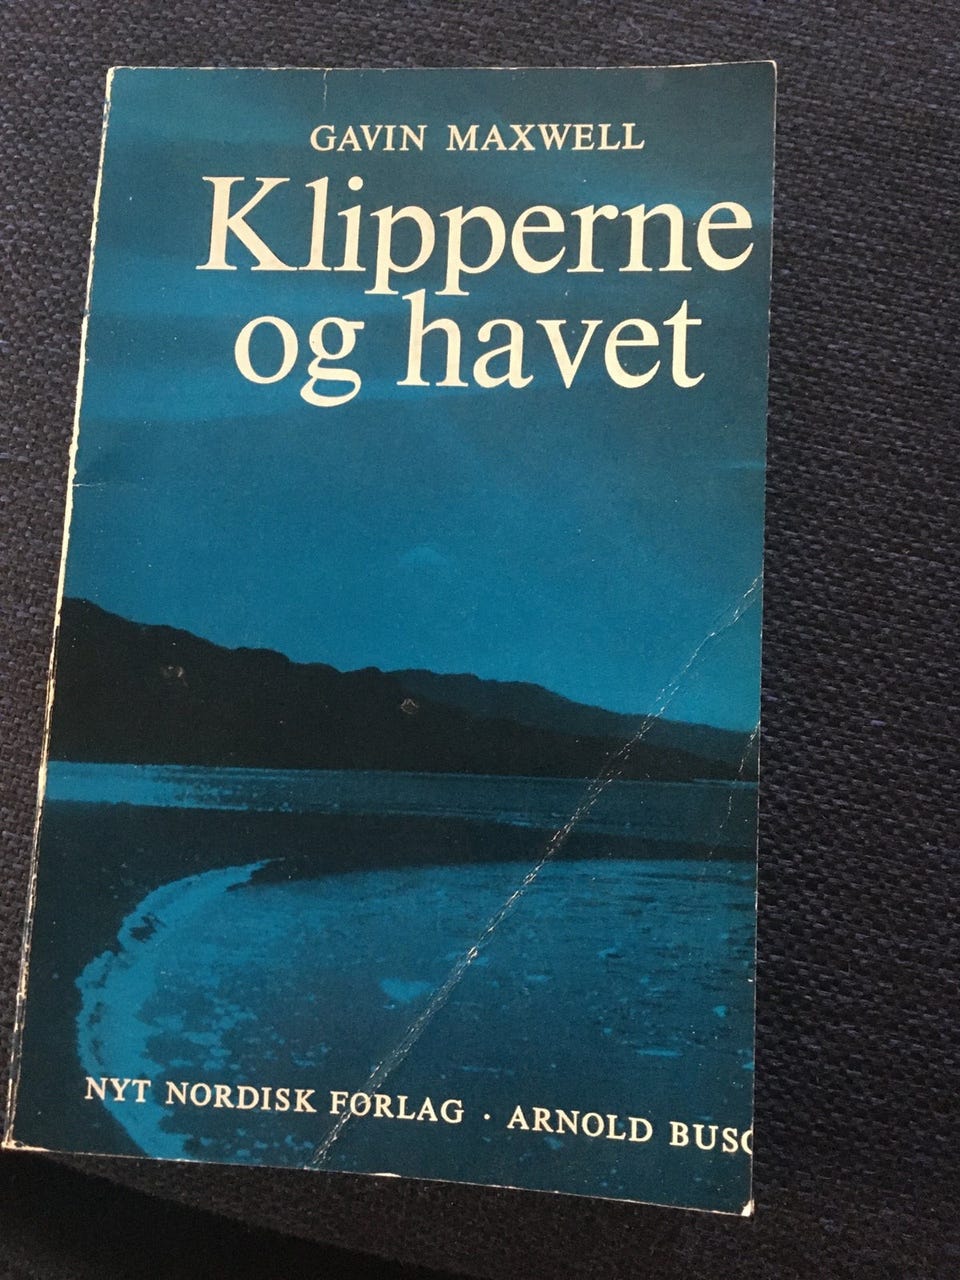 GAVIN MAXWELL
Klipperne
og havet
NYT NORDISK FORLAG · ARNOLD BUSC